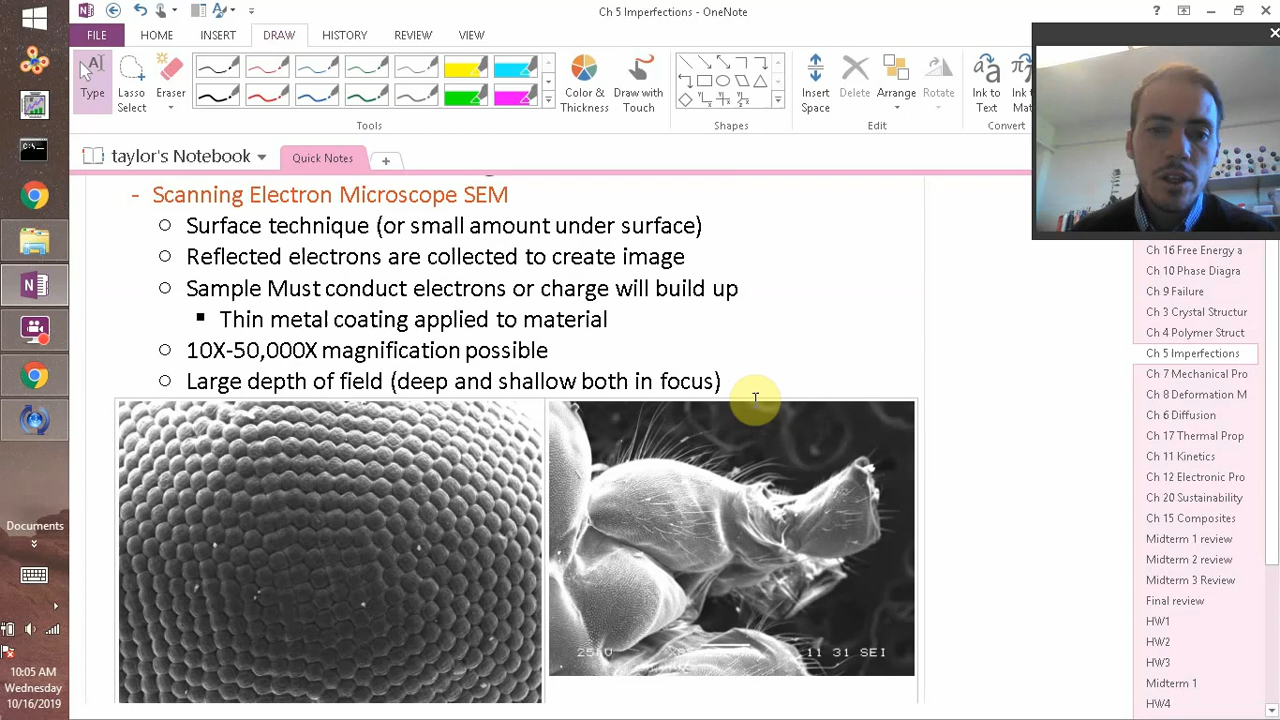 Ch 5 Imperfections - OneNote
FILE
HOME
INSERT
DRAW
HISTORY
REVIEW
VIEW
Type
Lasso Select
Eraser
Color & Thickness
Draw with Touch
Insert Space
Delete
Arrange
Rotate
Ink to Text
Tools
Shapes
Edit
Convert
taylor's Notebook
Quick Notes
- Scanning Electron Microscope SEM
Surface technique (or small amount under surface)
Reflected electrons are collected to create image
Sample Must conduct electrons or charge will build up
Thin metal coating applied to material
10X-50,000X magnification possible
Large depth of field (deep and shallow both in focus)
11 31 SEI
Ch 16 Free Energy a
Ch 10 Phase Diagra
Ch 9 Failure
Ch 3 Crystal Structur
Ch 4 Polymer Struct
Ch 5 Imperfections
Ch 7 Mechanical Pro
Ch 8 Deformation M
Ch 6 Diffusion
Ch 17 Thermal Prop
Ch 11 Kinetics
Ch 12 Electronic Pro
Ch 20 Sustainability
Ch 15 Composites
Midterm 1 review
Midterm 2 review
Midterm 3 Review
Final review
HW1
HW2
HW3
Midterm 1
HW4
Documents
10:05 AM
Wednesday
10/16/2019